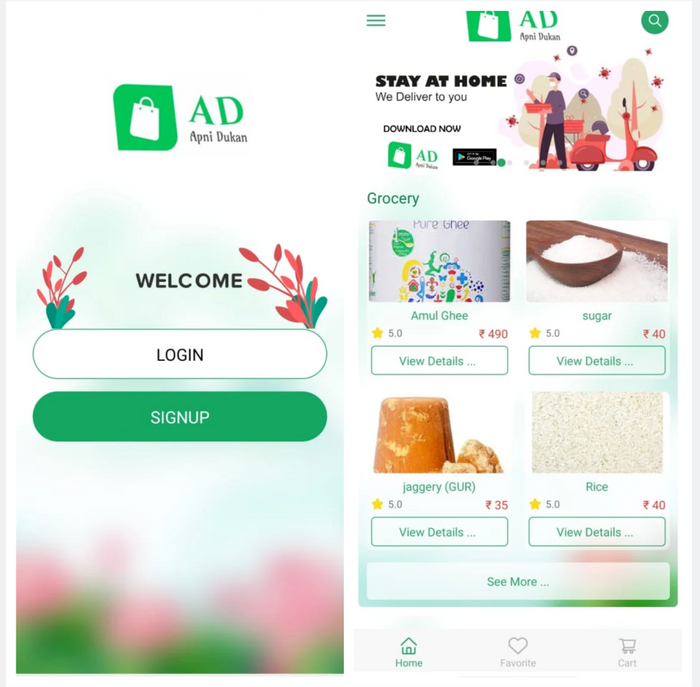 AD
Apni Dukan
WELCOME
LOGIN
SIGNUP
AD
Apni Dukan
STAY AT HOME
We Deliver to you
DOWNLOAD NOW
AD
Apni Dukan
Google Play
Grocery
Pure Ghee
Amul Ghee
sugar
5.0
₹ 490
5.0
₹ 40
View Details ...
View Details ...
jaggery (GUR)
Rice
5.0
₹ 35
5.0
₹ 40
View Details ...
View Details ...
See More ...
Home
Favorite
Cart